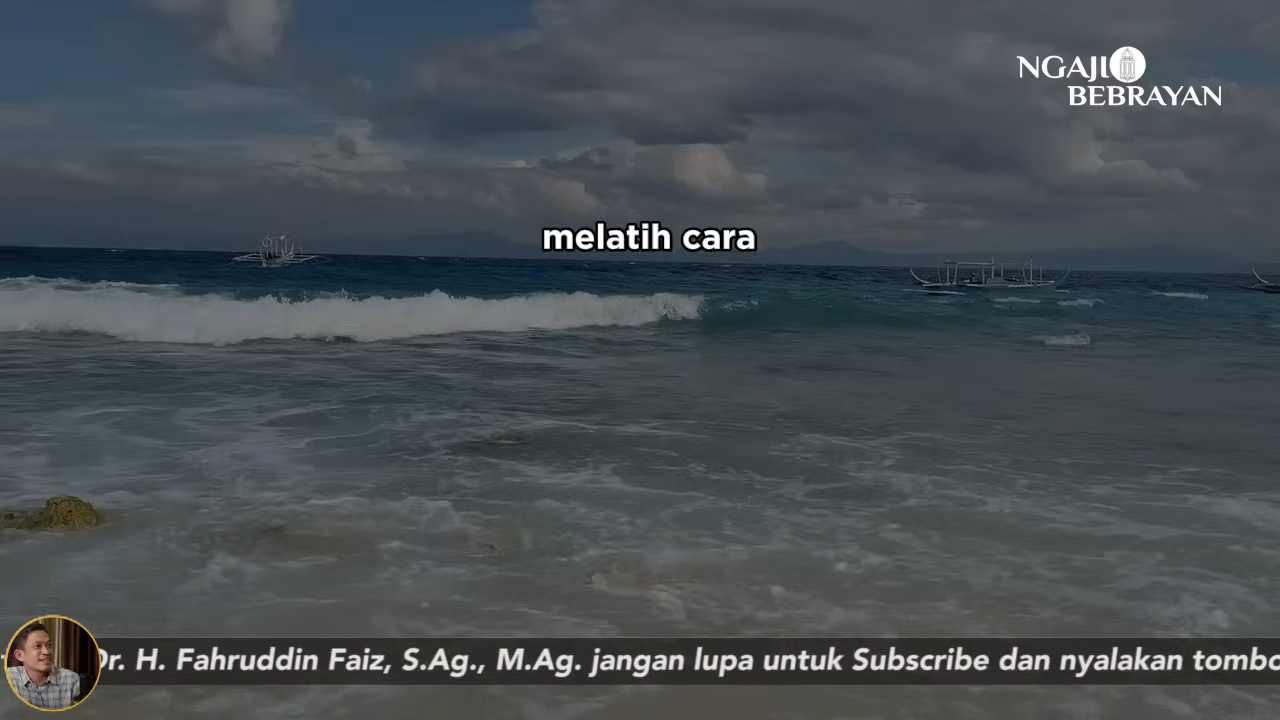 NGAJI
BEBRAYAN
melatih cara
Dr. H. Fahruddin Faiz, S.Ag., M.Ag. jangan lupa untuk Subscribe dan nyalakan